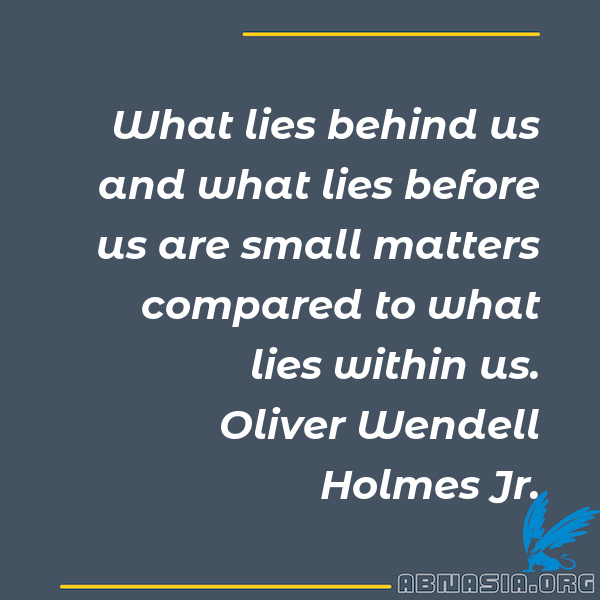 What lies behind us
and what lies before
us are small matters
compared to what
lies within us.
Oliver Wendell
Holmes Jr.
ABNASIA.ORG